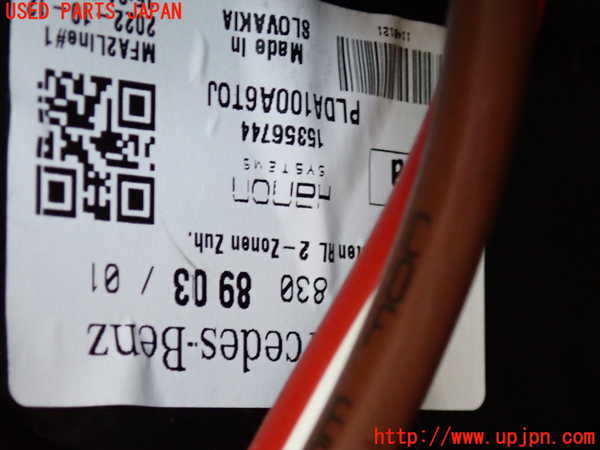 USED PARTS JAPAN
cedes-Benz
830 89 03 / 01
ten RL 2 - Zonen Zuh.
hanon
SYSTEMS
15356744
PLDA100A6T0J
Made In
SLOVAKIA
MFA2Line#1
http://www.upjpn.com